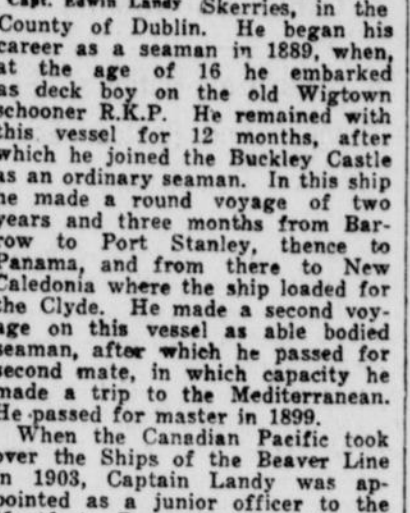 Capt. Edwin Landy Skerries, in the
County of Dublin. He began his
career as a seaman in 1889, when,
at the age of 16 he embarked
as deck boy on the old Wigtown
schooner R.K.P. He remained with
this vessel for 12 months, after
which he joined the Buckley Castle
as an ordinary seaman. In this ship
he made a round voyage of two
years and three months from Bar-
row to Port Stanley, thence to
Panama, and from there to New
Caledonia where the ship loaded for
the Clyde. He made a second voy-
age on this vessel as able bodied
seaman, after which he passed for
second mate, in which capacity he
made a trip to the Mediterranean.
He passed for master in 1899.
When the Canadian Pacific took
over the Ships of the Beaver Line
in 1903, Captain Landy was ap-
pointed as a junior officer to the